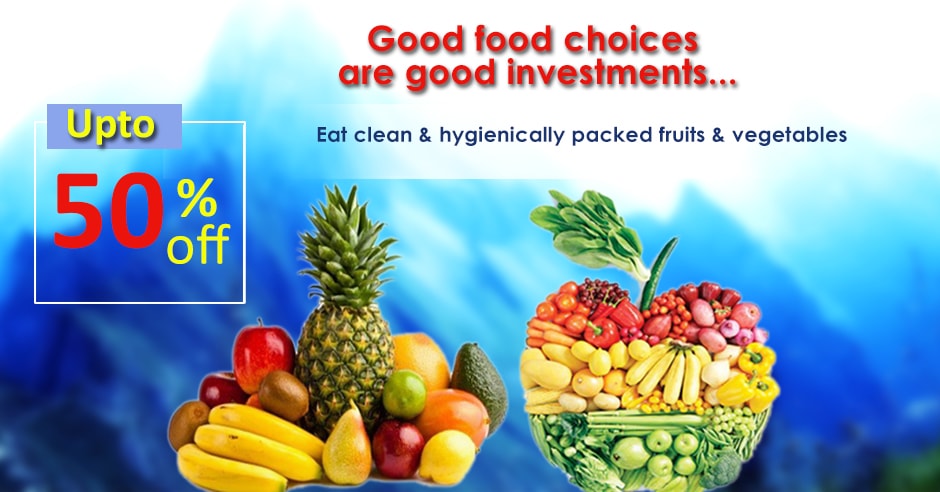 Good food choices
are good investments...
Eat clean & hygienically packed fruits & vegetables
Upto
50%
off